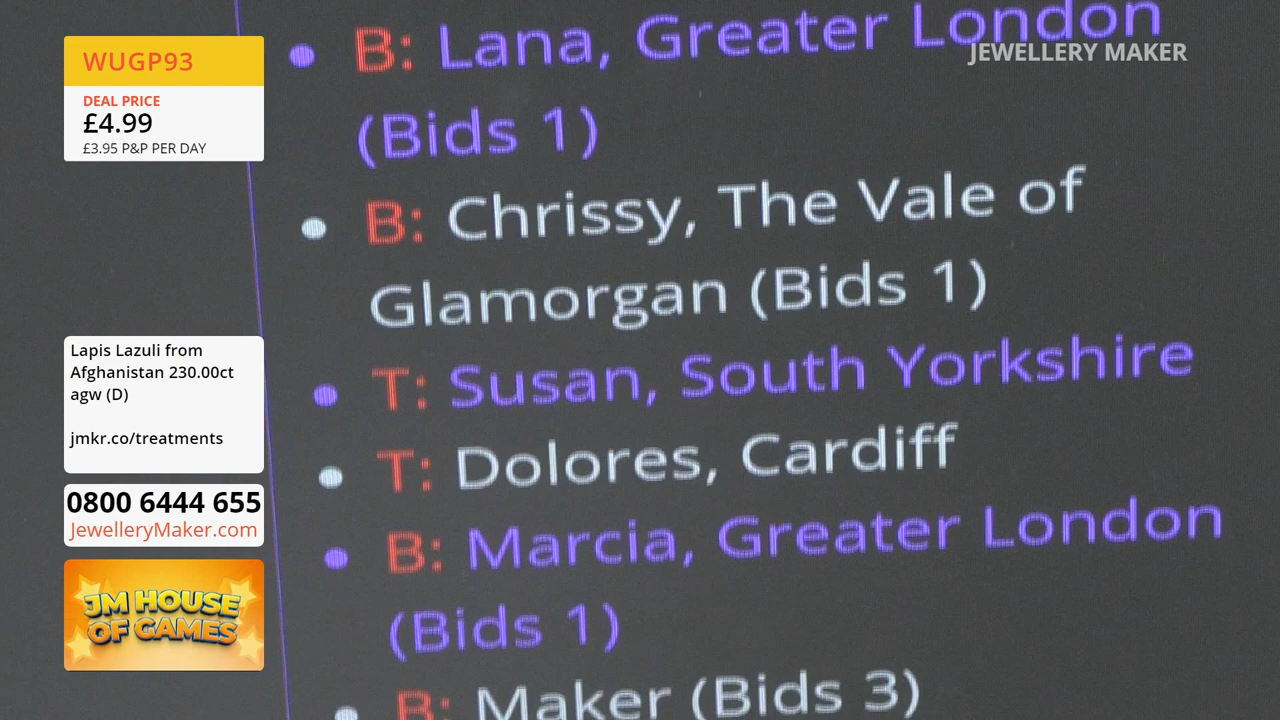 WUGP93
DEAL PRICE
£4.99
£3.95 P&P PER DAY
Lapis Lazuli from
Afghanistan 230.00ct
agw (D)
jmkr.co/treatments
0800 6444 655
JewelleryMaker.com
JM HOUSE
OF GAMES
JEWELLERY MAKER
• B: Lana, Greater London
(Bids 1)
• B: Chrissy, The Vale of
Glamorgan (Bids 1)
• T: Susan, South Yorkshire
• T: Dolores, Cardiff
• B: Marcia, Greater London
(Bids 1)
• B: Maker (Bids 3)